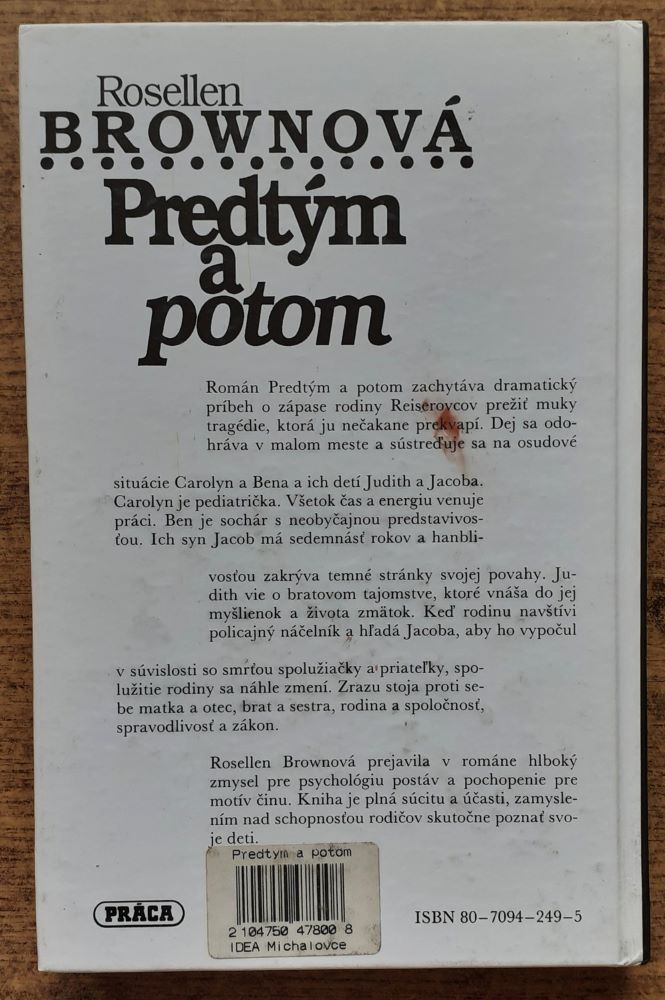 Rosellen
BROWNOVÁ
Predtým
a
potom
Román Predtým a potom zachytáva dramatický
príbeh o zápase rodiny Reiserovcov prežiť muky
tragédie, ktorá ju nečakane prekvapí. Dej sa odo-
hráva v malom meste a sústreďuje sa na osudové
situácie Carolyn a Bena a ich detí Judith a Jacoba.
Carolyn je pediatrička. Všetok čas a energiu venuje
práci. Ben je sochár s neobyčajnou predstavivos-
ťou. Ich syn Jacob má sedemnásť rokov a hanbli-
vosťou zakrýva temné stránky svojej povahy. Ju-
dith vie o bratovom tajomstve, ktoré vnáša do jej
myšlienok a života zmätok. Keď rodinu navštívi
policajný náčelník a hľadá Jacoba, aby ho vypočul
v súvislosti so smrťou spolužiačky a priateľky, spo-
lužitie rodiny sa náhle zmení. Zrazu stoja proti se-
be matka a otec, brat a sestra, rodina a spoločnosť,
spravodlivosť a zákon.
Rosellen Brownová prejavila v románe hlboký
zmysel pre psychológiu postáv a pochopenie pre
motív činu. Kniha je plná súcitu a účasti, zamysle-
ním nad schopnosťou rodičov skutočne poznať svo-
je deti.
Predtym a potom
2 104750 47800 8
IDEA Michalovce
PRÁCA
ISBN 80-7094-249-5